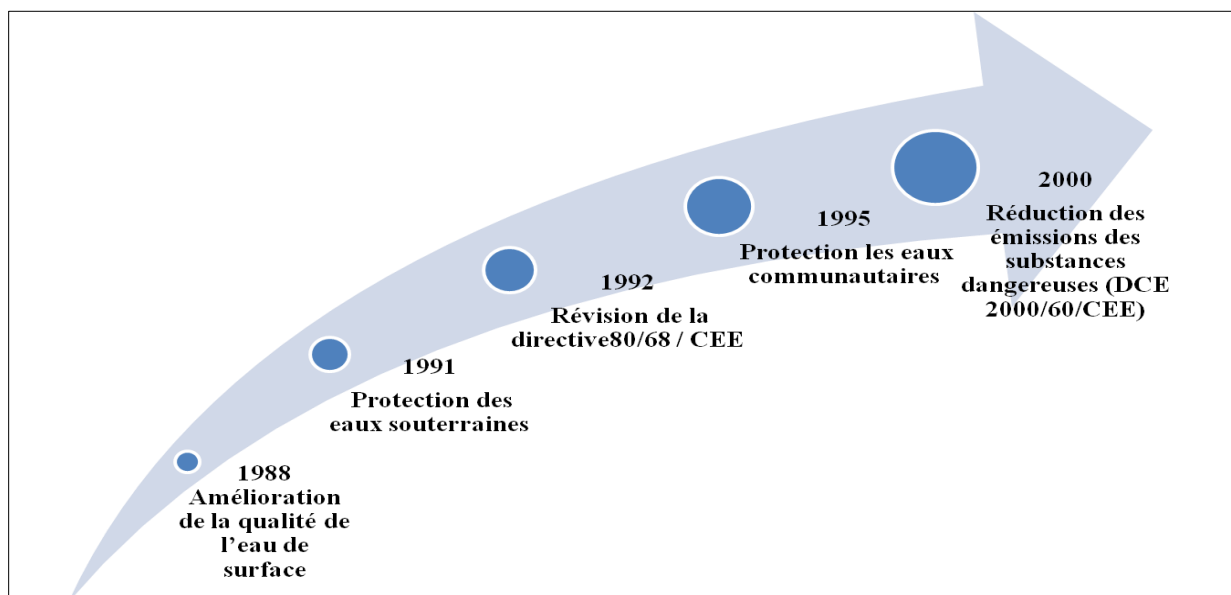 1988
Amélioration
de la qualité de
l'eau de
surface
1991
Protection des
eaux souterraines
1992
Révision de la
directive80/68 / CEE
1995
Protection les eaux
communautaires
2000
Réduction des
émissions des
substances
dangereuses (DCE
2000/60/CEE)